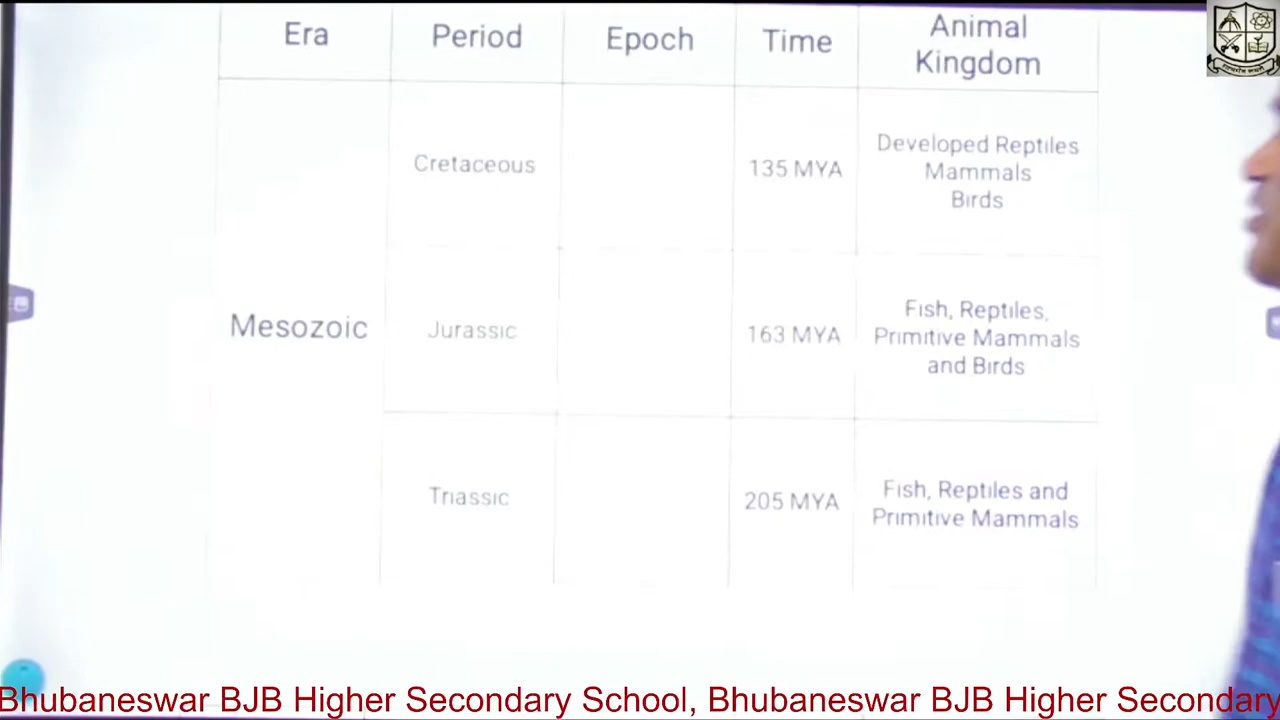 Era Period Epoch Time Animal Kingdom
Cretaceous 135 MYA Developed Reptiles
Mammals
Birds
Mesozoic Jurassic 163 MYA Fish, Reptiles,
Primitive Mammals
and Birds
Triassic 205 MYA Fish, Reptiles and
Primitive Mammals
Bhubaneswar BJB Higher Secondary School, Bhubaneswar BJB Higher Secondary